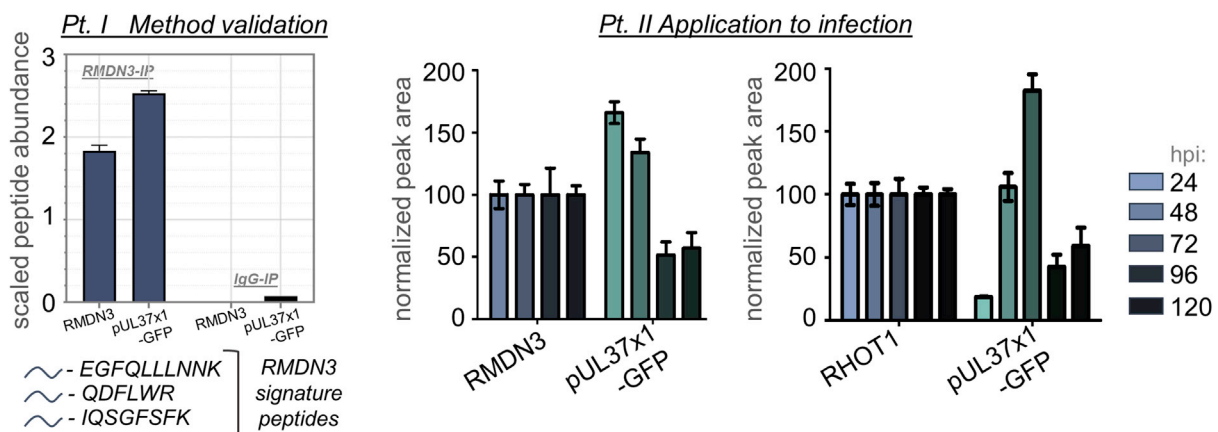 Pt. I Method validation
scaled peptide abundance
3
2
1
0
RMDN3-IP
IgG-IP
RMDN3
pUL37x1
-GFP
RMDN3
pUL37x1
-GFP
- EGFQLLLNNK
- QDFLWR
- IQSGFSFK
RMDN3
signature
peptides
Pt. II Application to infection
normalized peak area
200
150
100
50
0
RMDN3
pUL37x1
-GFP
normalized peak area
200
150
100
50
0
RHOT1
pUL37x1
-GFP
hpi:
24
48
72
96
120